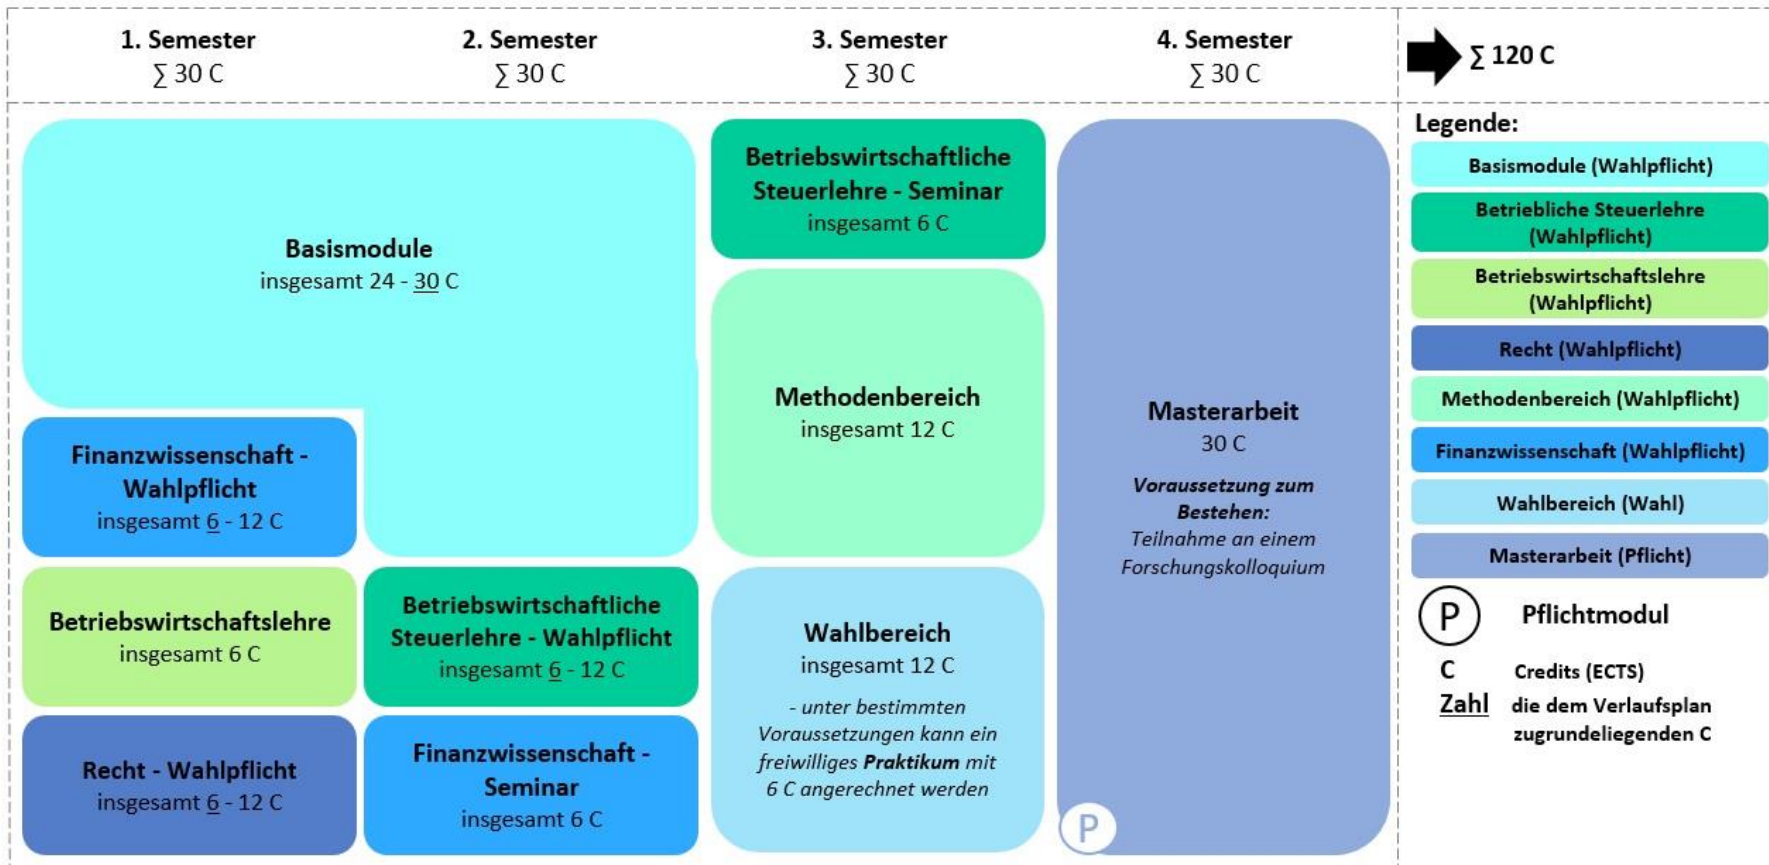 1. Semester
∑ 30 C
2. Semester
∑ 30 C
3. Semester
∑ 30 C
4. Semester
∑ 30 C
∑ 120 C
Basismodule
insgesamt 24 - 30 C
Finanzwissenschaft -
Wahlpflicht
insgesamt 6 - 12 C
Betriebswirtschaftslehre
insgesamt 6 C
Recht - Wahlpflicht
insgesamt 6 - 12 C
Betriebswirtschaftliche
Steuerlehre - Wahlpflicht
insgesamt 6 - 12 C
Finanzwissenschaft -
Seminar
insgesamt 6 C
Betriebswirtschaftliche
Steuerlehre - Seminar
insgesamt 6 C
Methodenbereich
insgesamt 12 C
Wahlbereich
insgesamt 12 C
- unter bestimmten
Voraussetzungen kann ein
freiwilliges Praktikum mit
6 C angerechnet werden
Masterarbeit
30 C
Voraussetzung zum
Bestehen:
Teilnahme an einem
Forschungskolloquium
P
Legende:
Basismodule (Wahlpflicht)
Betriebliche Steuerlehre
(Wahlpflicht)
Betriebswirtschaftslehre
(Wahlpflicht)
Recht (Wahlpflicht)
Methodenbereich (Wahlpflicht)
Finanzwissenschaft (Wahlpflicht)
Wahlbereich (Wahl)
Masterarbeit (Pflicht)
P Pflichtmodul
C Credits (ECTS)
Zahl die dem Verlaufsplan
zugrundeliegenden C